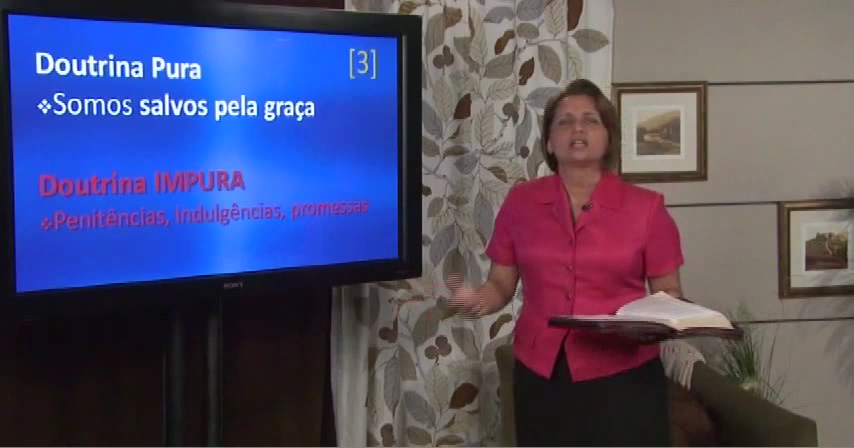 Doutrina Pura [3]
❖Somos salvos pela graça
Doutrina IMPURA
❖Penitências, indulgências, promessas
SONY